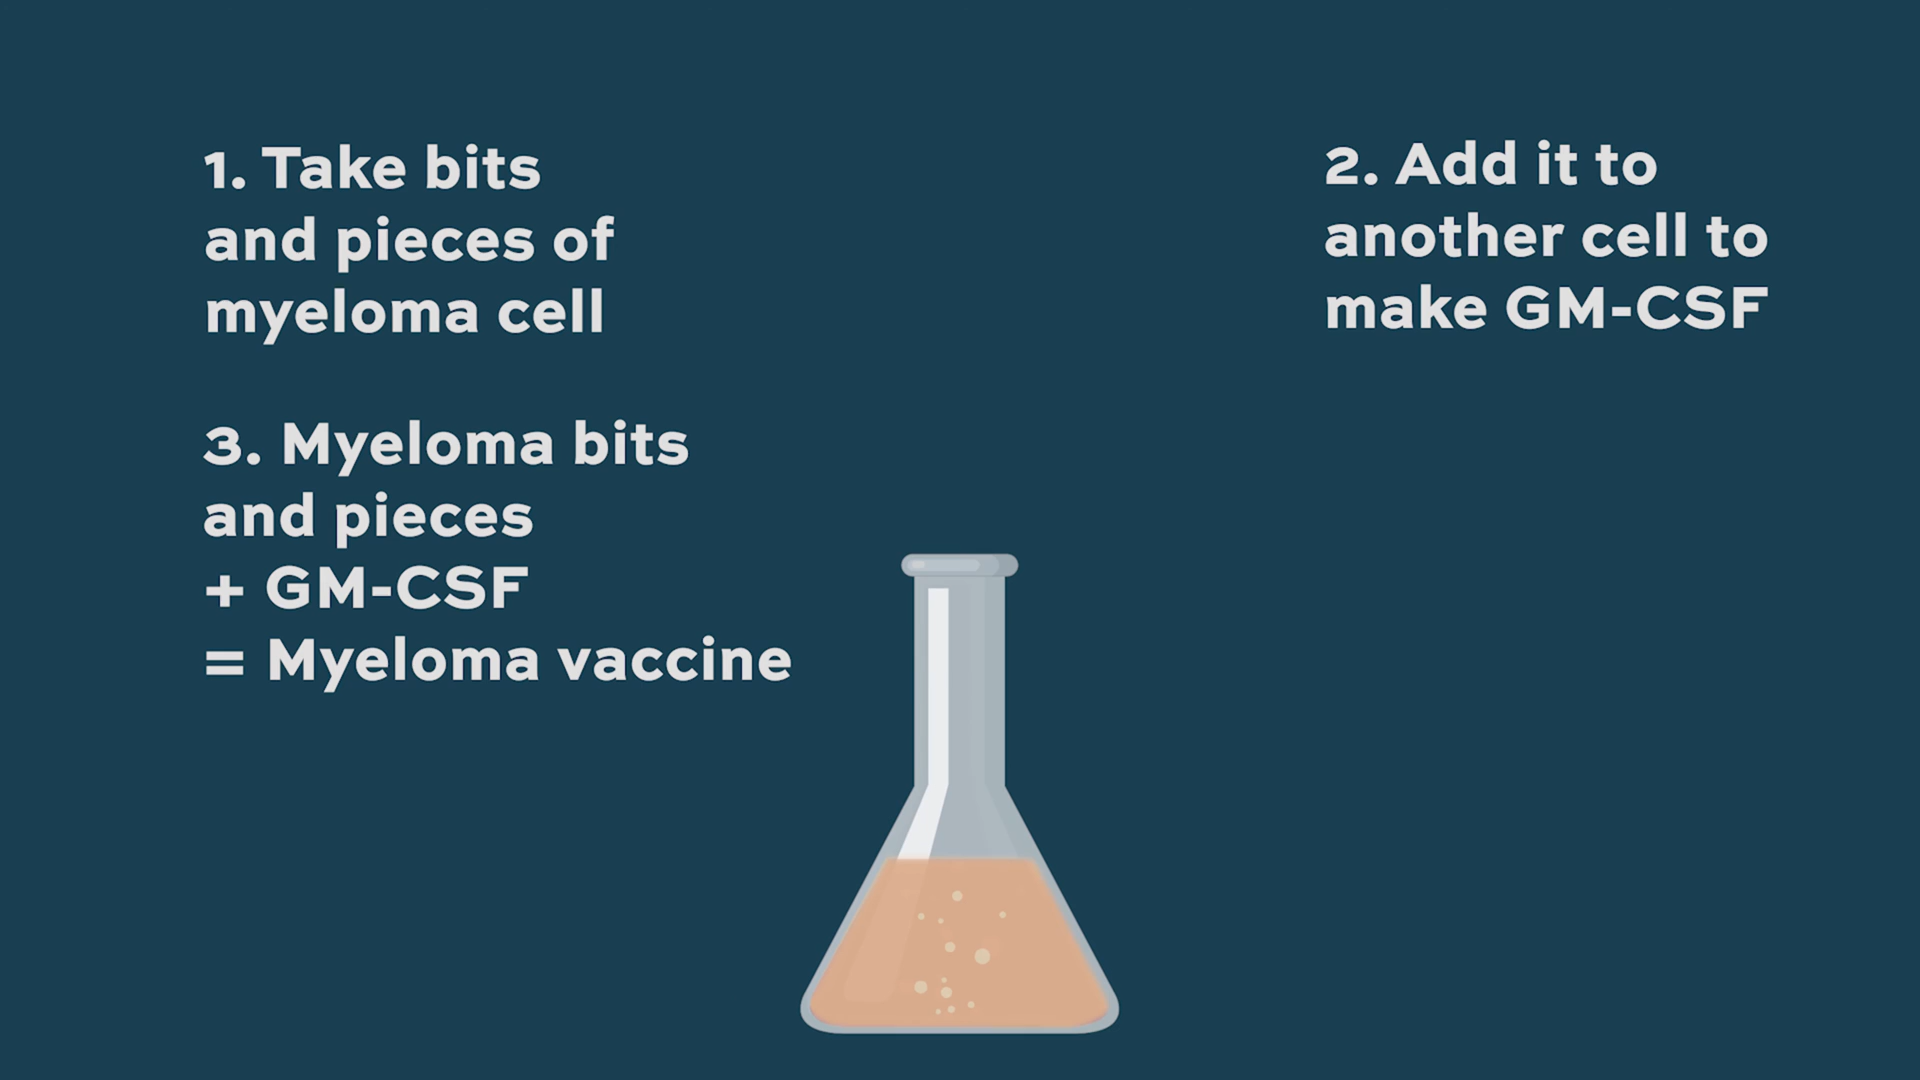 1. Take bits
and pieces of
myeloma cell
2. Add it to
another cell to
make GM-CSF
3. Myeloma bits
and pieces
+ GM-CSF
= Myeloma vaccine